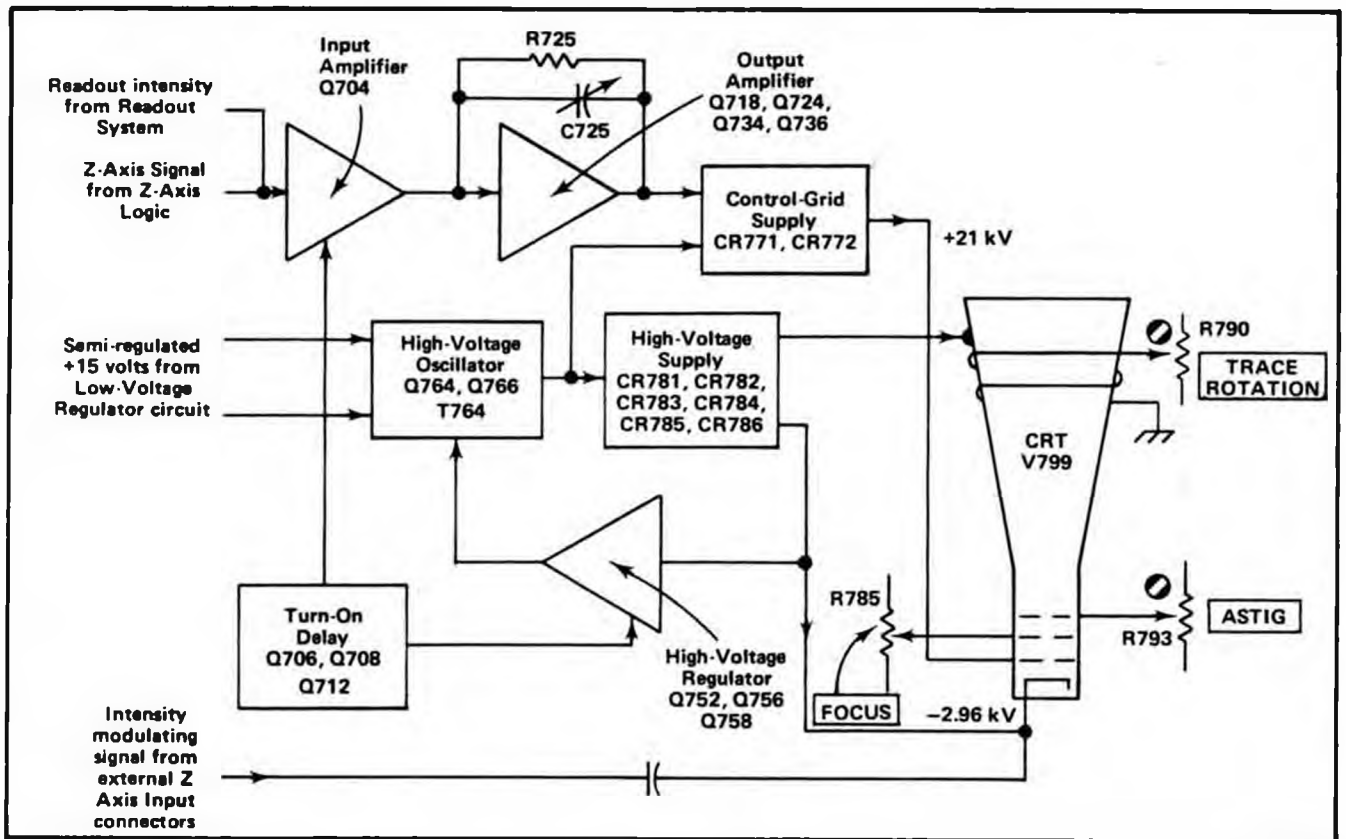 Input
Amplifier
Q704
R725
C725
Output
Amplifier
Q718, Q724,
Q734, Q736
Readout intensity
from Readout
System
Z-Axis Signal
from Z-Axis
Logic
Control-Grid
Supply
CR771, CR772
+21 kV
Semi-regulated
+15 volts from
Low-Voltage
Regulator circuit
High-Voltage
Oscillator
Q764, Q766
T764
High-Voltage
Supply
CR781, CR782,
CR783, CR784,
CR785, CR786
R790
TRACE
ROTATION
CRT
V799
Turn-On
Delay
Q706, Q708
Q712
High-Voltage
Regulator
Q752, Q756
Q758
R785
FOCUS
R793
ASTIG
−2.96 kV
Intensity
modulating
signal from
external Z
Axis Input
connectors